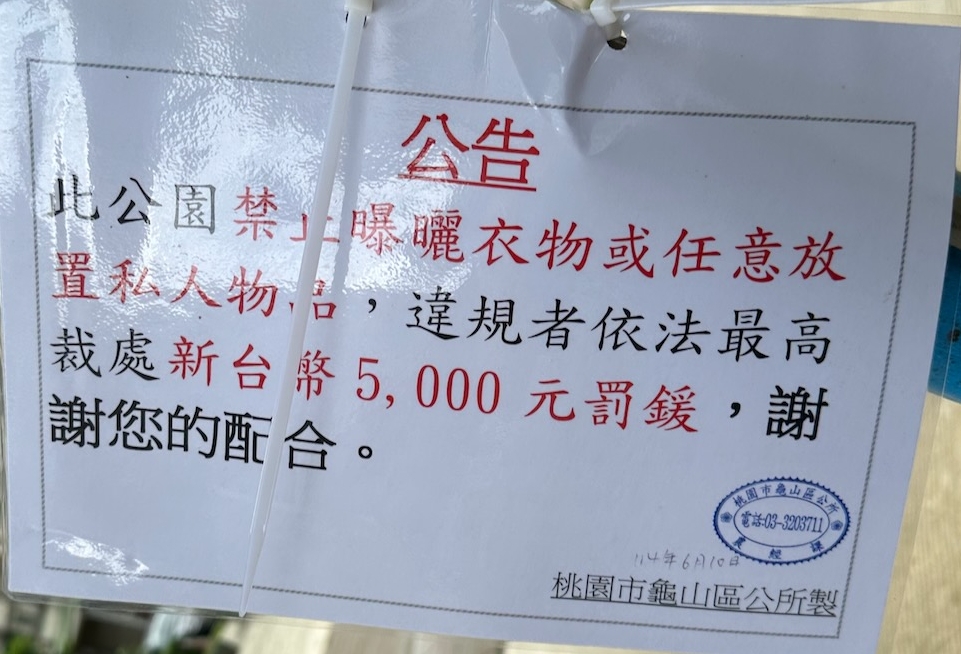 公告
此公園禁止曝曬衣物或任意放
置私人物品，違規者依法最高
裁處新台幣5,000元罰鍰，謝
謝您的配合。
桃園市龜山區公所
電話:03-3203711
農經課
114年6月10日
桃園市龜山區公所製